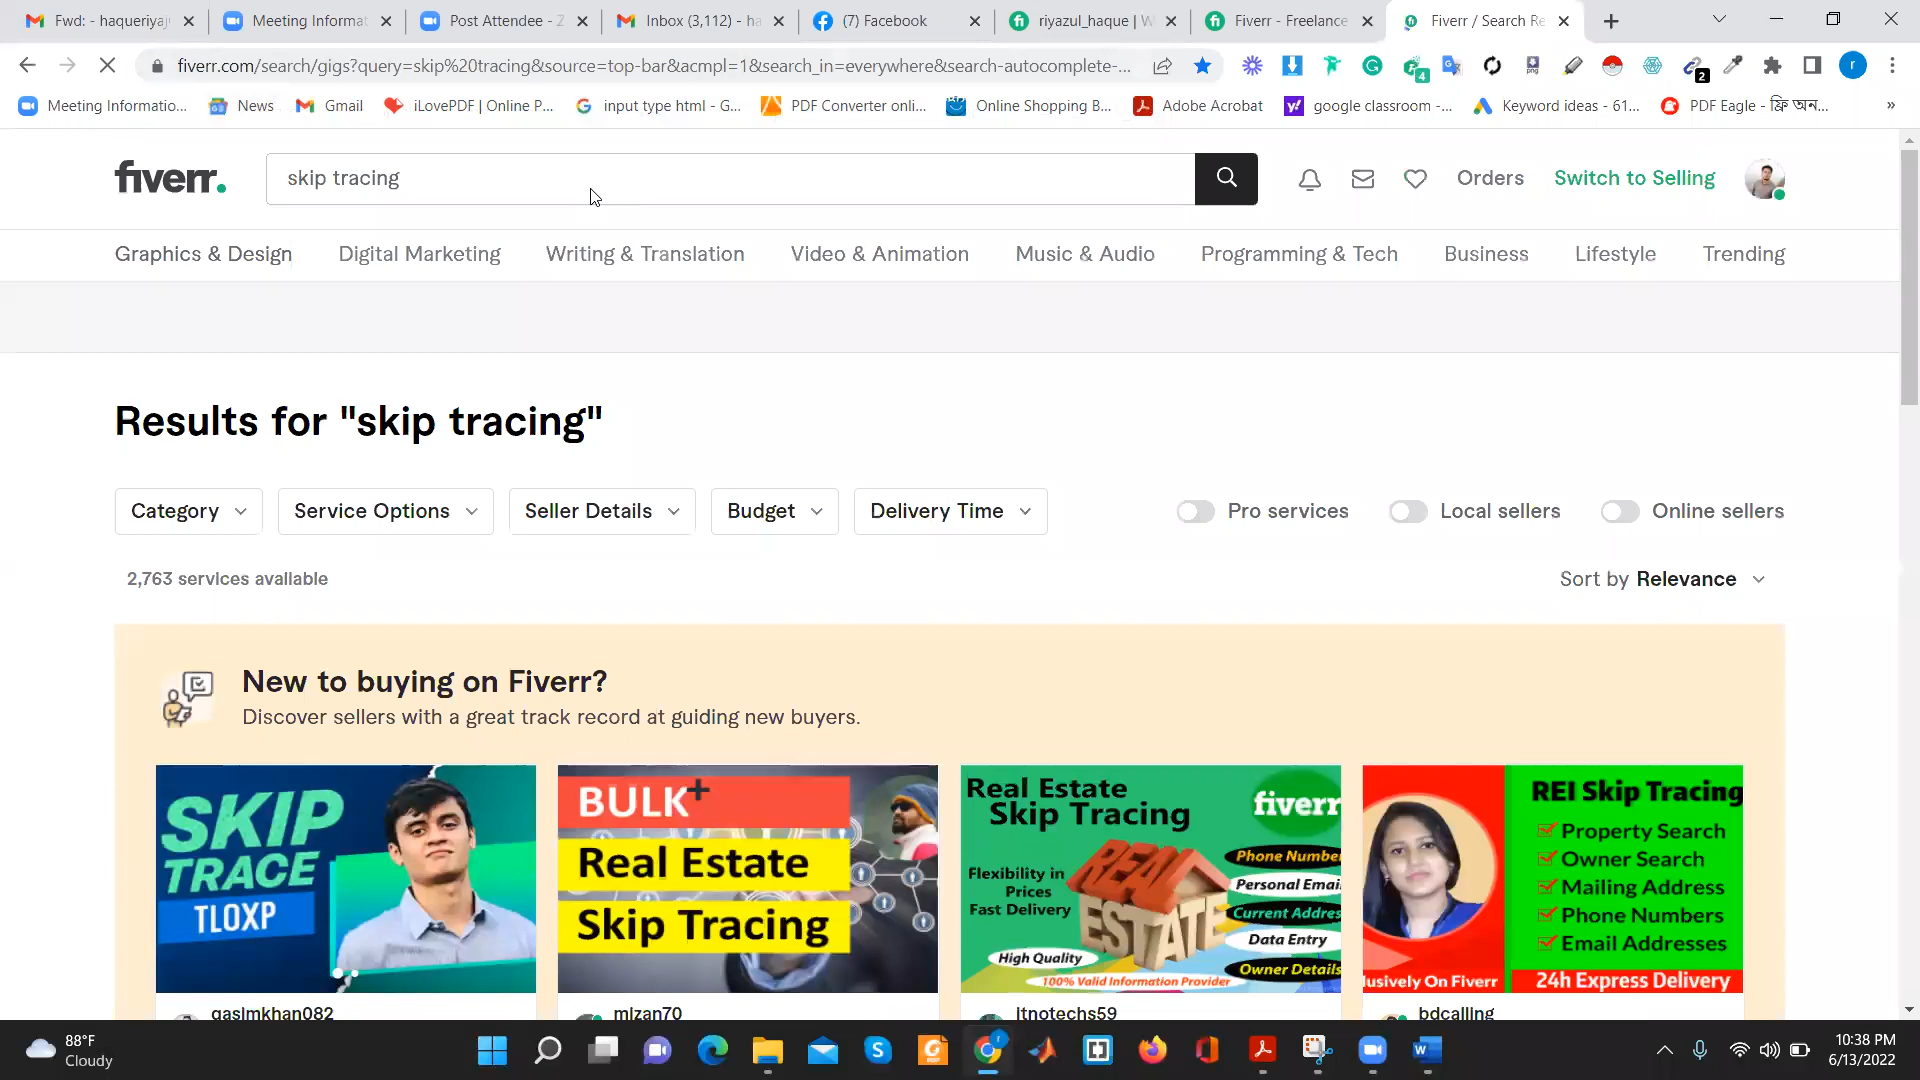 Fwd: - haqueriyaj
Meeting Informat
Post Attendee - Z
Inbox (3,112) - ha
(7) Facebook
riyazul_haque | W
Fiverr - Freelance
Fiverr / Search Re
fiverr.com/search/gigs?query=skip%20tracing&source=top-bar&acmpl=1&search_in=everywhere&search-autocomplete-...
4
2
r
Meeting Informatio...
News
Gmail
iLovePDF | Online P...
input type html - G...
PDF Converter onli...
Online Shopping B...
Adobe Acrobat
google classroom -...
Keyword ideas - 61...
PDF Eagle - ফ্রি অন...
»
fiverr.
skip tracing
Orders
Switch to Selling
Graphics & Design
Digital Marketing
Writing & Translation
Video & Animation
Music & Audio
Programming & Tech
Business
Lifestyle
Trending
Results for "skip tracing"
Category
Service Options
Seller Details
Budget
Delivery Time
Pro services
Local sellers
Online sellers
2,763 services available
Sort by Relevance
New to buying on Fiverr?
Discover sellers with a great track record at guiding new buyers.
SKIP
TRACE
TLOXP
BULK+
Real Estate
Skip Tracing
Real Estate
Skip Tracing
fiverr
Flexibility in
Prices
Fast Delivery
REAL
ESTATE
Phone Number
Personal Emai
Current Addres
Data Entry
Owner Details
High Quality
100% Valid Information Provider
REI Skip Tracing
Property Search
Owner Search
Mailing Address
Phone Numbers
Email Addresses
lusively On Fiverr
24h Express Delivery
qasimkhan082
mizan70
itnotechs59
bdcalling
88°F
Cloudy
10:38 PM
6/13/2022